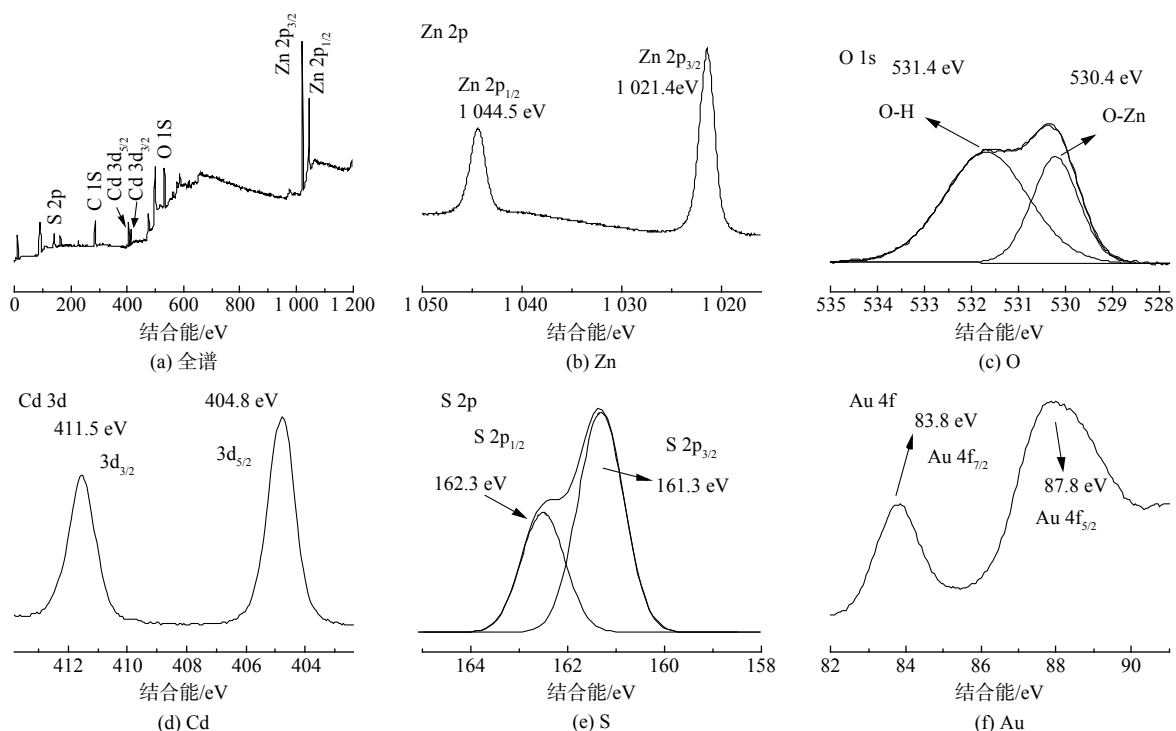 S 2p
C 1S
Cd 3d5/2
Cd 3d3/2
O 1S
Zn 2p3/2
Zn 2p1/2
0 200 400 600 800 1 000 1 200
结合能/eV
(a) 全谱
Zn 2p
Zn 2p1/2
1 044.5 eV
Zn 2p3/2
1 021.4eV
1 050 1 040 1 030 1 020
结合能/eV
(b) Zn
O 1s
531.4 eV
530.4 eV
O-H
O-Zn
535 534 533 532 531 530 529 528
结合能/eV
(c) O
Cd 3d
411.5 eV
3d3/2
404.8 eV
3d5/2
412 410 408 406 404
结合能/eV
(d) Cd
S 2p
S 2p1/2
162.3 eV
S 2p3/2
161.3 eV
164 162 160 158
结合能/eV
(e) S
Au 4f
83.8 eV
Au 4f7/2
87.8 eV
Au 4f5/2
82 84 86 88 90
结合能/eV
(f) Au